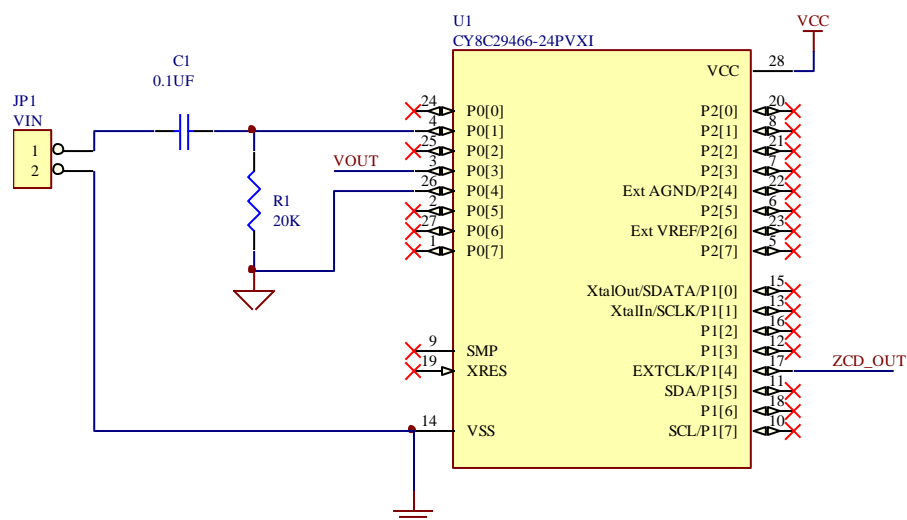 U1
CY8C29466-24PVXI
VCC
C1
0.1UF
JP1
VIN
1
2
R1
20K
VOUT
24 P0[0]
4 P0[1]
25 P0[2]
3 P0[3]
26 P0[4]
2 P0[5]
27 P0[6]
1 P0[7]
9 SMP
19 XRES
14 VSS
VCC 28
P2[0] 20
P2[1] 8
P2[2] 21
P2[3] 7
Ext AGND/P2[4] 22
P2[5] 6
Ext VREF/P2[6] 23
P2[7] 5
XtalOut/SDATA/P1[0] 15
XtalIn/SCLK/P1[1] 13
P1[2] 16
P1[3] 12
EXTCLK/P1[4] 17
SDA/P1[5] 11
P1[6] 18
SCL/P1[7] 10
ZCD_OUT